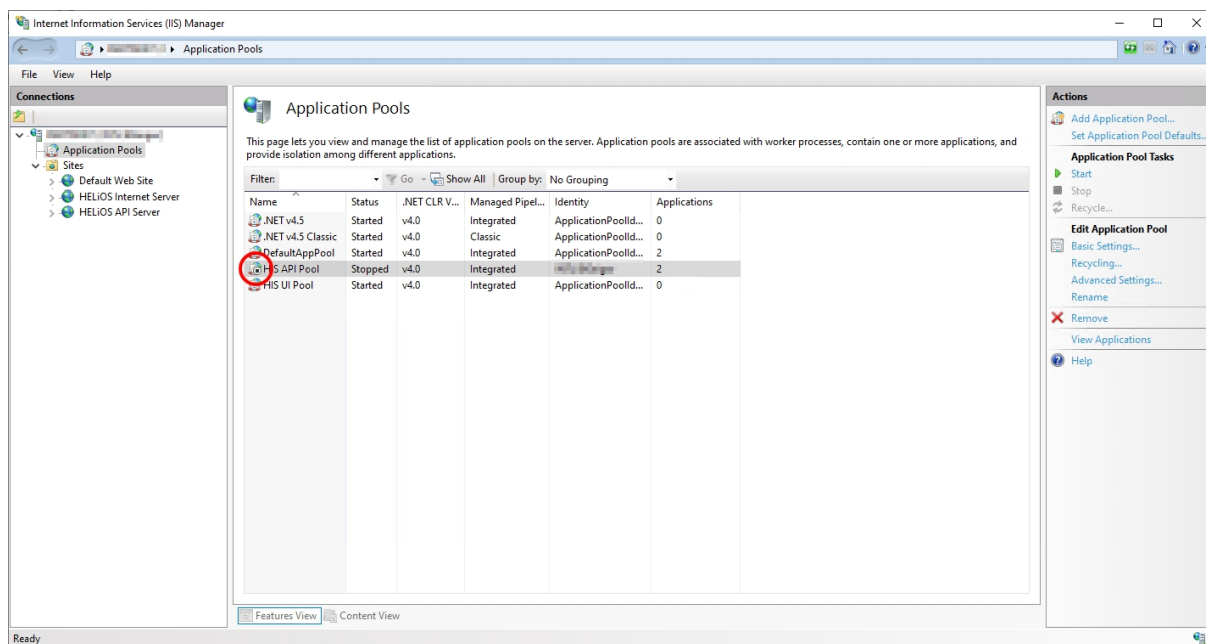 Internet Information Services (IIS) Manager
Application Pools
File View Help
Connections
Application Pools
Sites
Default Web Site
HELiOS Internet Server
HELiOS API Server
Application Pools
This page lets you view and manage the list of application pools on the server. Application pools are associated with worker processes, contain one or more applications, and
provide isolation among different applications.
Filter: Go Show All Group by: No Grouping
Name Status .NET CLR V... Managed Pipel... Identity Applications
.NET v4.5 Started v4.0 Integrated ApplicationPoolId... 0
.NET v4.5 Classic Started v4.0 Classic ApplicationPoolId... 0
DefaultAppPool Started v4.0 Integrated ApplicationPoolId... 2
HIS API Pool Stopped v4.0 Integrated 2
HIS UI Pool Started v4.0 Integrated ApplicationPoolId... 0
Features View Content View
Actions
Add Application Pool...
Set Application Pool Defaults...
Application Pool Tasks
Start
Stop
Recycle...
Edit Application Pool
Basic Settings...
Recycling...
Advanced Settings...
Rename
Remove
View Applications
Help
Ready